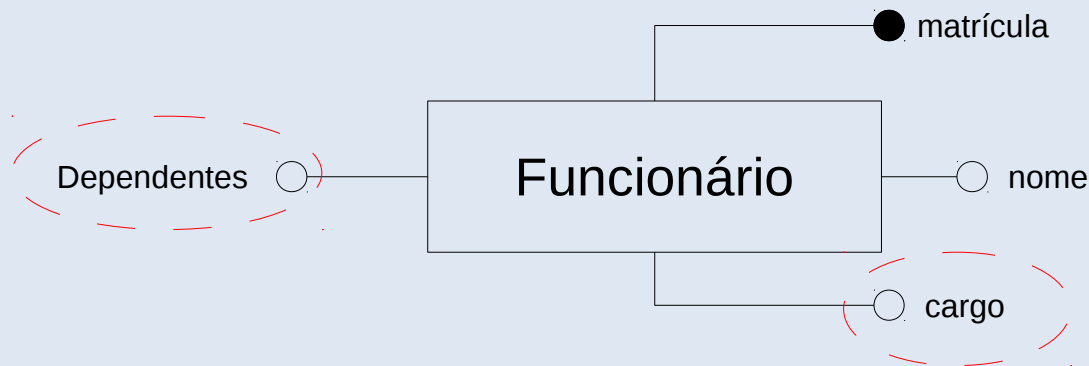 matrícula
Dependentes
Funcionário
nome
cargo